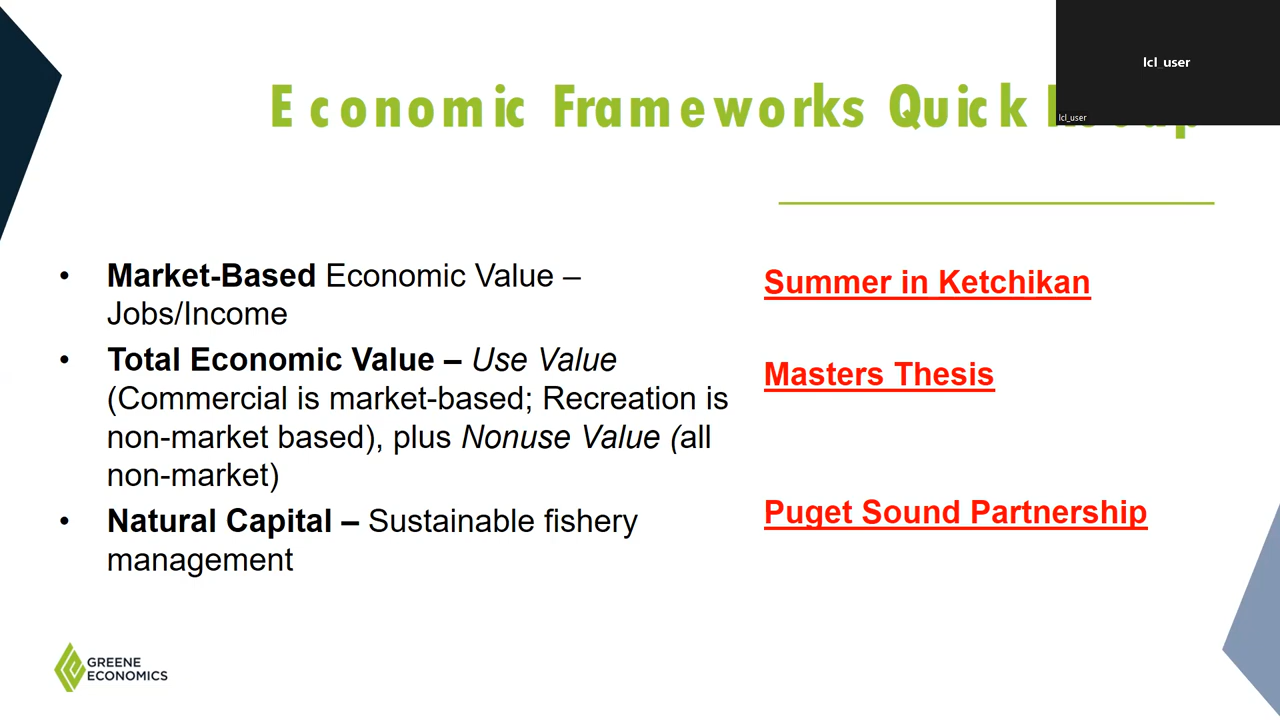 lcl_user
lcl_user
Economic Frameworks Quick
Market-Based Economic Value –
Jobs/Income
Total Economic Value – Use Value
(Commercial is market-based; Recreation is
non-market based), plus Nonuse Value (all
non-market)
Natural Capital – Sustainable fishery
management
Summer in Ketchikan
Masters Thesis
Puget Sound Partnership
GREENE
ECONOMICS